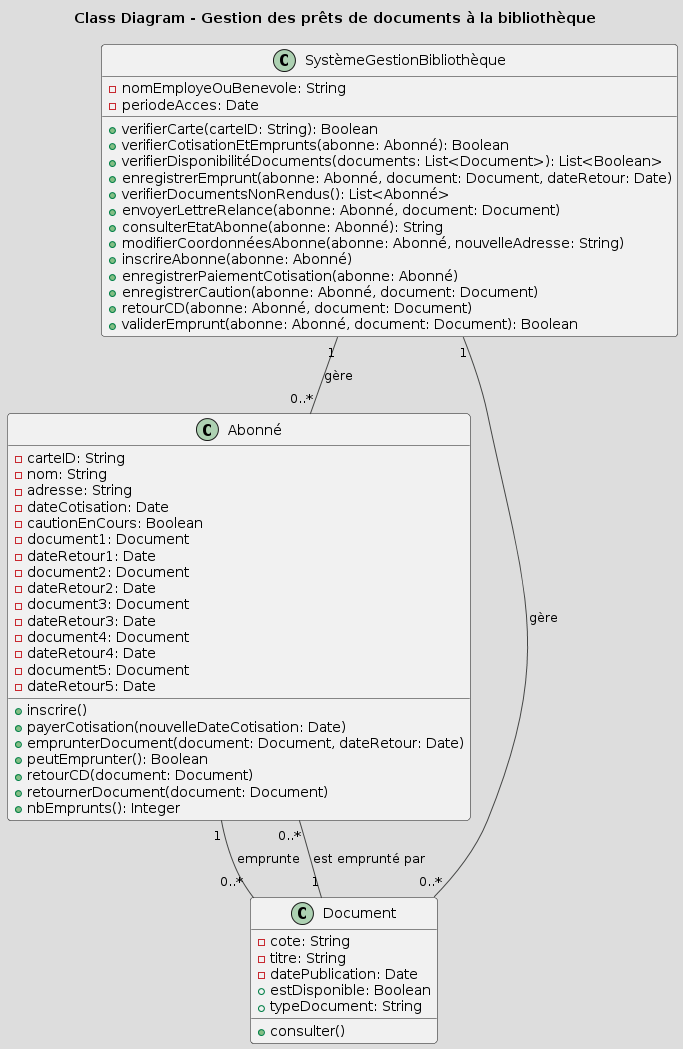 Class Diagram - Gestion des prêts de documents à la bibliothèque
C SystèmeGestionBibliothèque
nomEmployeOuBenevole: String
periodeAcces: Date
verifierCarte(carteID: String): Boolean
verifierCotisationEtEmprunts(abonne: Abonné): Boolean
verifierDisponibilitéDocuments(documents: List<Document>): List<Boolean>
enregistrerEmprunt(abonne: Abonné, document: Document, dateRetour: Date)
verifierDocumentsNonRendus(): List<Abonné>
envoyerLettreRelance(abonne: Abonné, document: Document)
consulterEtatAbonne(abonne: Abonné): String
modifierCoordonnéesAbonne(abonne: Abonné, nouvelleAdresse: String)
inscrireAbonne(abonne: Abonné)
enregistrerPaiementCotisation(abonne: Abonné)
enregistrerCaution(abonne: Abonné, document: Document)
retourCD(abonne: Abonné, document: Document)
validerEmprunt(abonne: Abonné, document: Document): Boolean
1 1
gère
0..*
C Abonné
carteID: String
nom: String
adresse: String
dateCotisation: Date
cautionEnCours: Boolean
document1: Document
dateRetour1: Date
document2: Document
dateRetour2: Date
document3: Document
dateRetour3: Date
document4: Document
dateRetour4: Date
document5: Document
dateRetour5: Date
gère
inscrire()
payerCotisation(nouvelleDateCotisation: Date)
emprunterDocument(document: Document, dateRetour: Date)
peutEmprunter(): Boolean
retourCD(document: Document)
retournerDocument(document: Document)
nbEmprunts(): Integer
1 0..*
emprunte est emprunté par
0..* 1 0..*
C Document
cote: String
titre: String
datePublication: Date
estDisponible: Boolean
typeDocument: String
consulter()